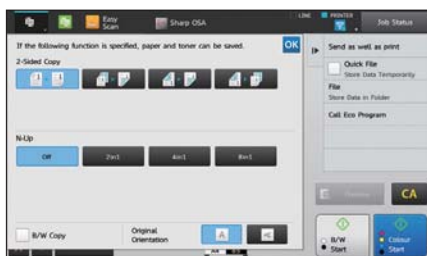 Easy
Scan
Sharp OSA
LINE
PRINTER
Job Status
If the following function is specified, paper and toner can be saved.
OK
2-Sided Copy
N-Up
Off
2in1
4in1
8in1
B/W Copy
Original
Orientation
A
Send as well as print
Quick File
Store Data Temporarily
File
Store Data in Folder
Call Eco Program
CA
B/W
Start
Colour
Start